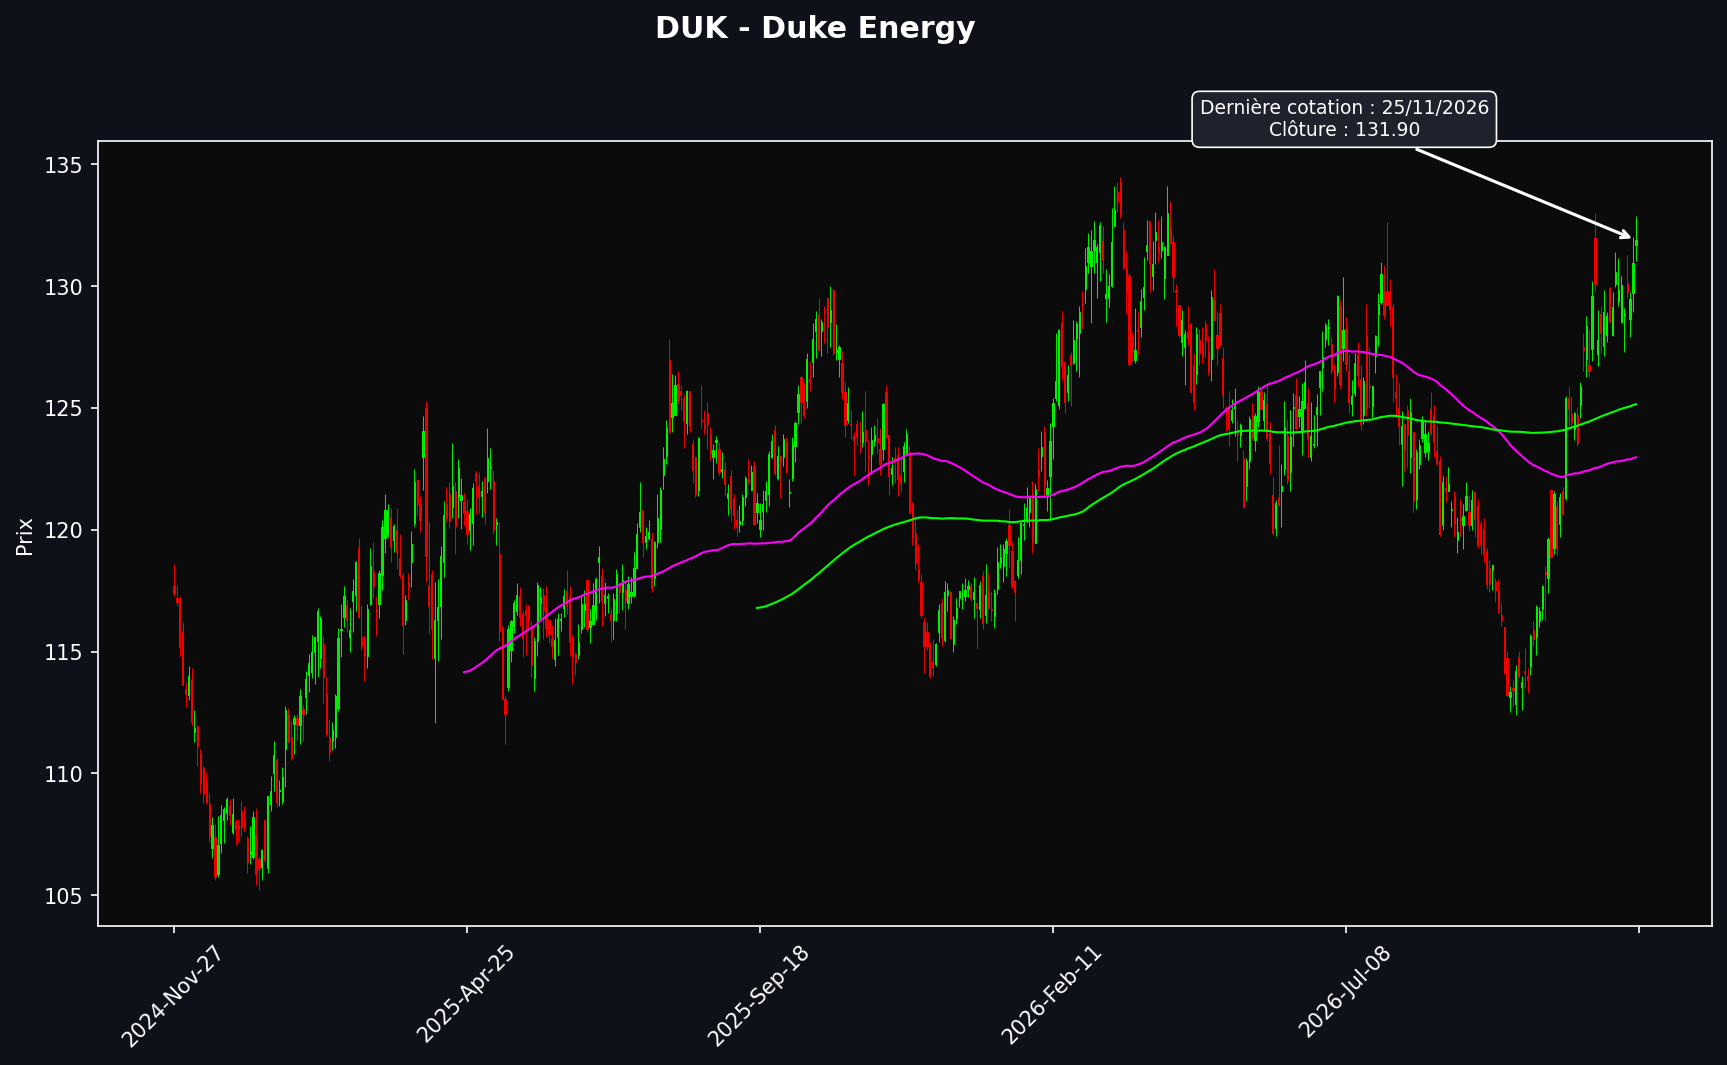 DUK - Duke Energy
Dernière cotation : 25/11/2026
Clôture : 131.90
135
130
125
120
115
110
105
Prix
2024-Nov-27
2025-Apr-25
2025-Sep-18
2026-Feb-11
2026-Jul-08